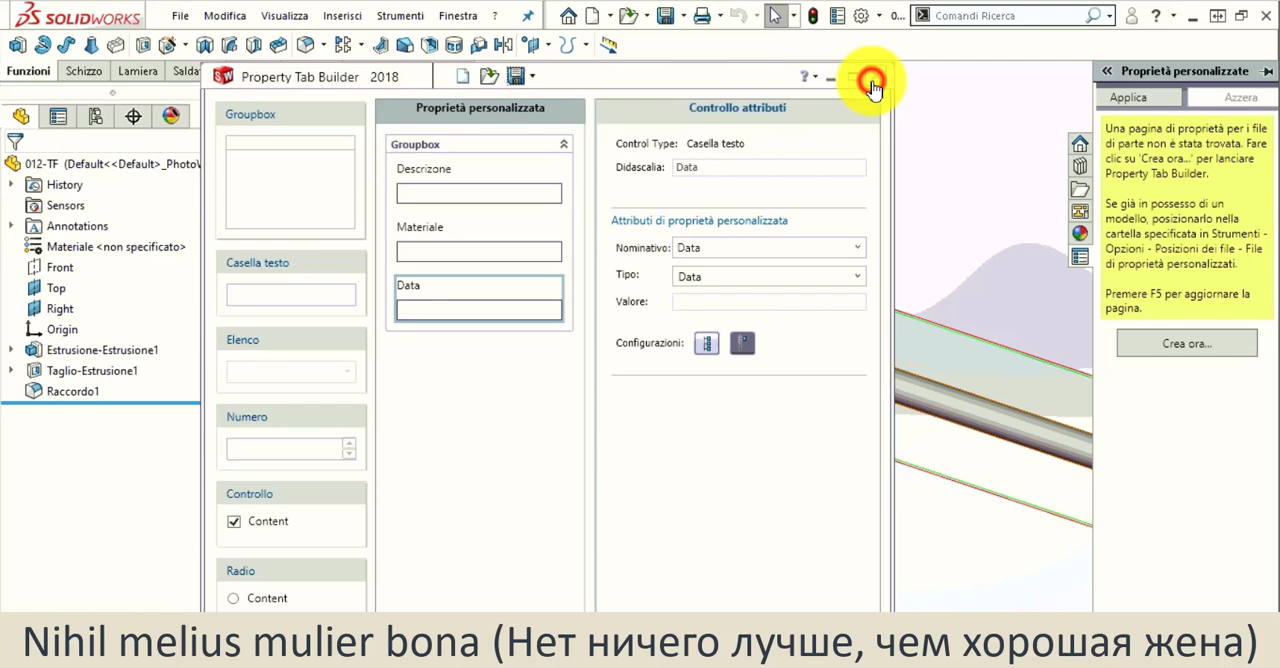 SOLIDWORKS File Modifica Visualizza Inserisci Strumenti Finestra ? 0... Comandi Ricerca ?
Funzioni Schizzo Lamiera
Property Tab Builder 2018 ?
Proprietà personalizzate
Applica Azzera
012-TF (Default<<Default>_
History
Sensors
Annotations
Materiale <non specificato>
Front
Top
Right
Origin
Estrusione-Estrusione1
Taglio-Estrusione1
Raccordo1
Groupbox
Casella testo
Elenco
Numero
Controllo
Content
Radio
Content
Proprietà personalizzata
Groupbox
Descrizone
Materiale
Data
Controllo attributi
Control Type: Casella testo
Didascalia: Data
Attributi di proprietà personalizzata
Nominativo: Data
Tipo: Data
Valore:
Configurazioni:
Una pagina di proprietà per i file
di parte non è stata trovata. Fare
clic su 'Crea ora...' per lanciare
Property Tab Builder.
Se già in possesso di un
modello, posizionarlo nella
cartella specificata in Strumenti -
Opzioni - Posizioni dei file - File
di proprietà personalizzati.
Premere F5 per aggiornare la
pagina.
Crea ora...
Nihil melius mulier bona (Нет ничего лучше, чем хорошая жена)